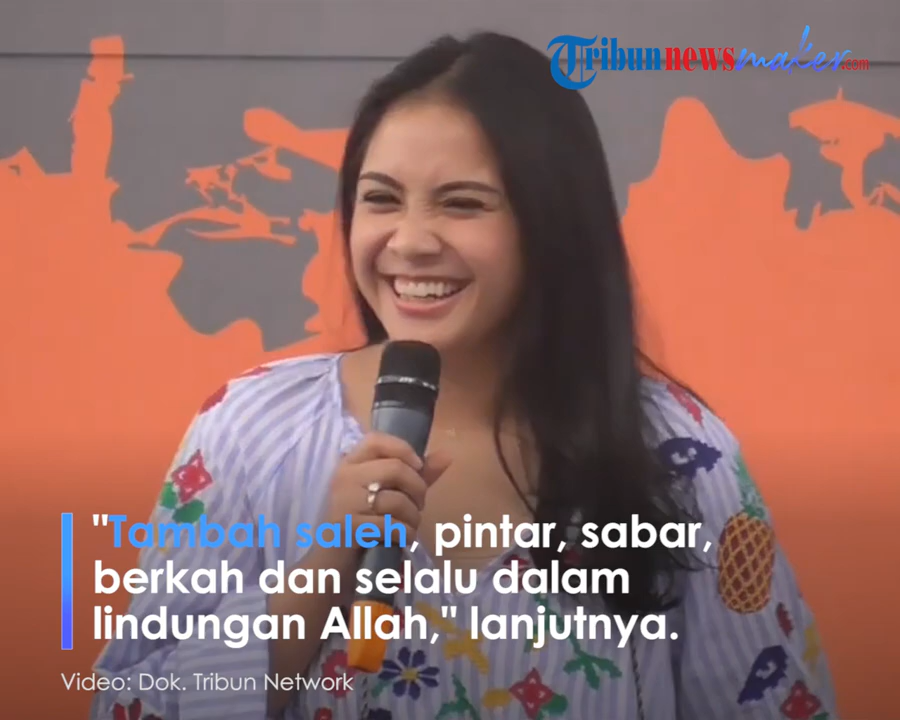 Tribunnewsmaker.com
"Tambah saleh, pintar, sabar,
berkah dan selalu dalam
lindungan Allah," lanjutnya.
Video: Dok. Tribun Network